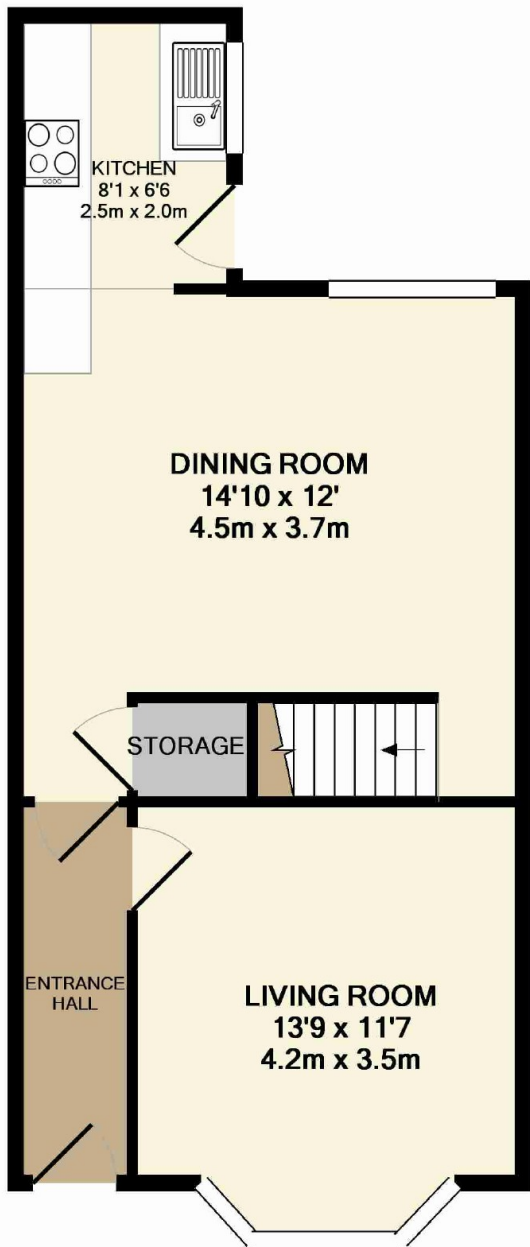 KITCHEN
8'1 x 6'6
2.5m x 2.0m
DINING ROOM
14'10 x 12'
4.5m x 3.7m
STORAGE
ENTRANCE
HALL
LIVING ROOM
13'9 x 11'7
4.2m x 3.5m